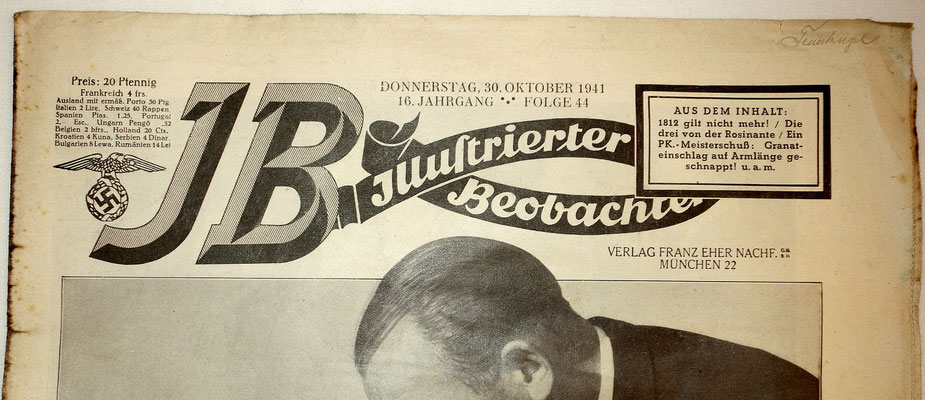 Preis: 20 Pfennig
Frankreich 4 frs.
Ausland mit ermäß. Porto 30 Pfg.
Italien 2 Lire, Schweiz 40 Rappen,
Spanien Ptas. 1.25, Portugal
2.- Esc., Ungarn Pengö -.32
Belgien 2 bfrs., Holland 20 Cts.
Kroatien 4 Kuna, Serbien 4 Dinar,
Bulgarien 8 Lewa, Rumänien 14 Lei
JB
Illustrierter
Beobachter
DONNERSTAG, 30. OKTOBER 1941
16. JAHRGANG FOLGE 44
AUS DEM INHALT:
1812 gilt nicht mehr! / Die
drei von der Rosinante / Ein
PK.-Meisterschuß: Granat-
einschlag auf Armlänge ge-
schnappt! u. a. m.
VERLAG FRANZ EHER NACHF. G.M.B.H.
MÜNCHEN 22